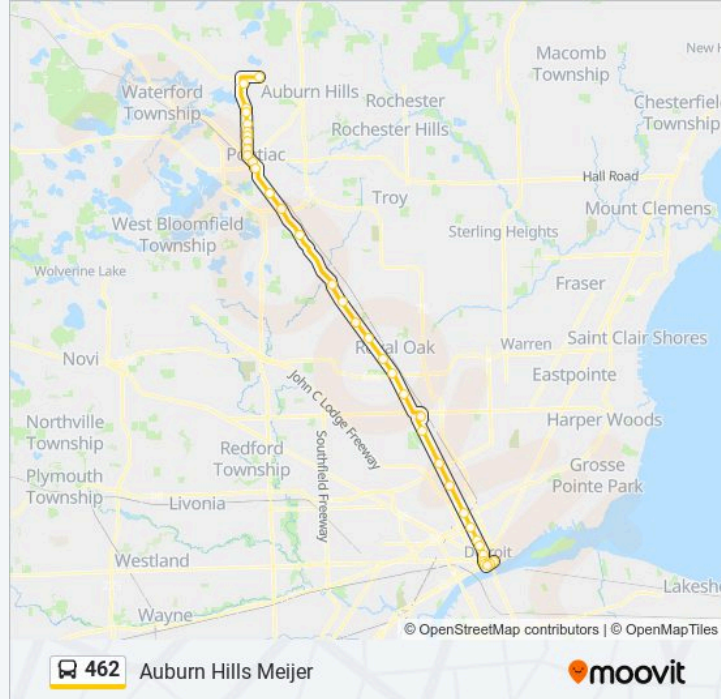 Macomb
Township
New H
Waterford
Township
Auburn Hills
Rochester
Chesterfield
Township
Rochester Hills
Pontiac
Hall Road
Troy
Mount Clemens
West Bloomfield
Township
Sterling Heights
Wolverine Lake
Fraser
Royal Oak
Warren
Saint Clair Shores
Novi
Eastpointe
John C Lodge Freeway
Harper Woods
Northville
Township
Redford
Township
Southfield Freeway
Grosse
Pointe Park
Plymouth
Township
Livonia
Detroit
Westland
Lakesho
Wayne
© OpenStreetMap contributors | © OpenMapTiles
462 Auburn Hills Meijer
moovit